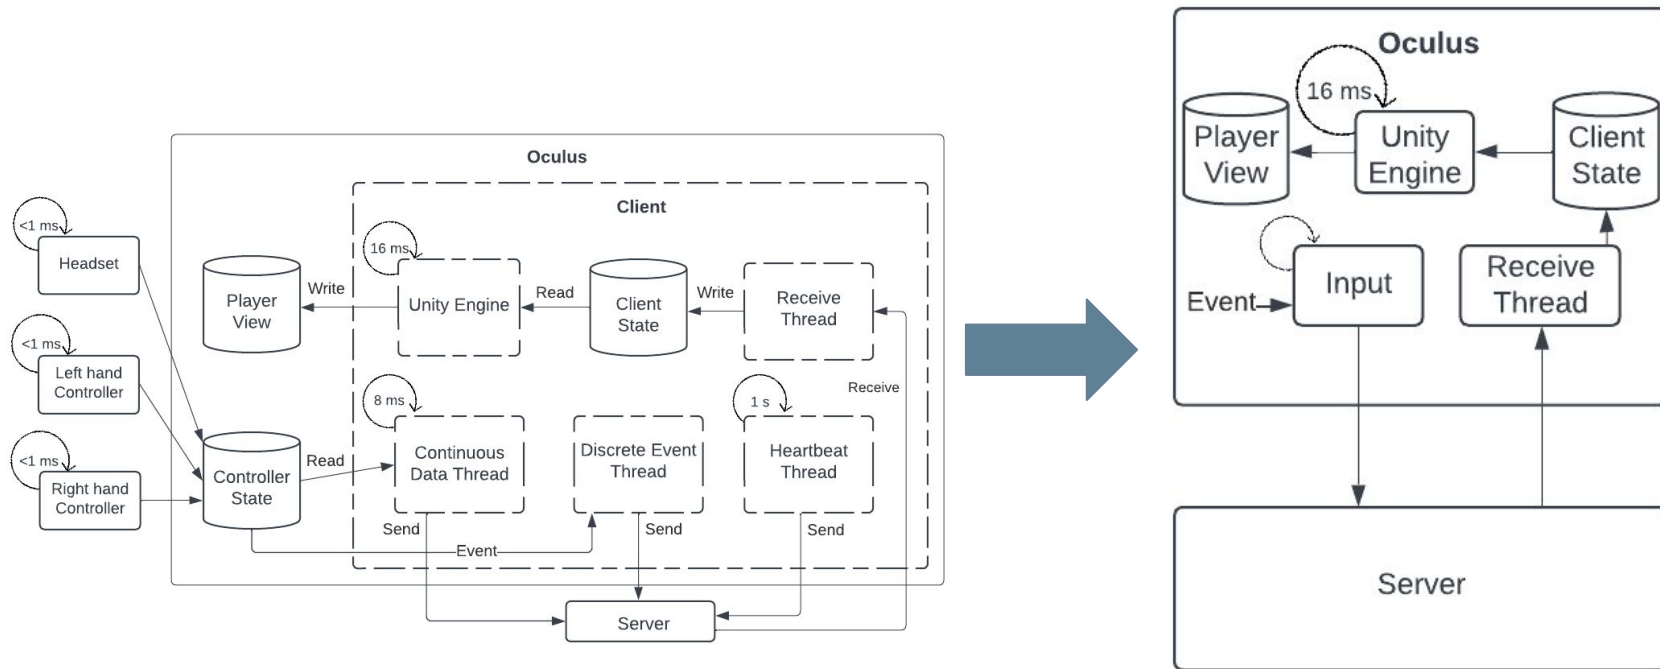 Oculus
Client
<1 ms
Headset
16 ms
Player
View
Write
Unity Engine
Read
Client
State
Write
Receive
Thread
<1 ms
Left hand
Controller
8 ms
1 s
Receive
<1 ms
Right hand
Controller
Controller
State
Read
Continuous
Data Thread
Discrete Event
Thread
Heartbeat
Thread
Send
Event
Send
Send
Server
Oculus
16 ms
Player
View
Unity
Engine
Client
State
Event
Input
Receive
Thread
Server